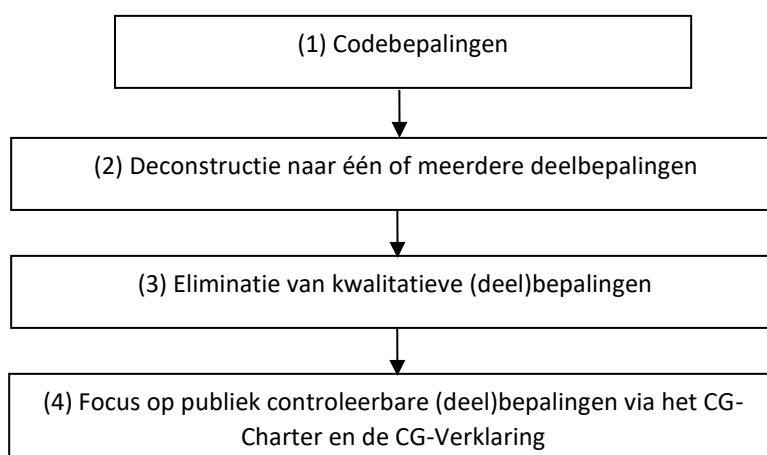 (1) Codebepalingen
(2) Deconstructie naar één of meerdere deelbepalingen
(3) Eliminatie van kwalitatieve (deel)bepalingen
(4) Focus op publiek controleerbare (deel)bepalingen via het CG-
Charter en de CG-Verklaring